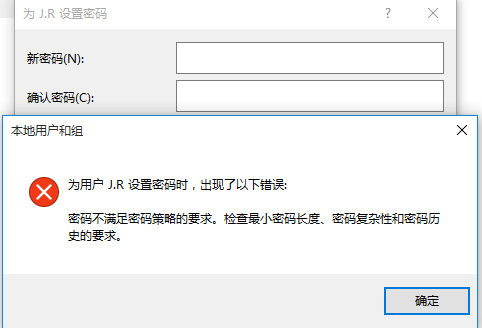 为 J.R 设置密码
新密码(N):
确认密码(C):
本地用户和组
为用户 J.R 设置密码时，出现了以下错误:
密码不满足密码策略的要求。检查最小密码长度、密码复杂性和密码历
史的要求。
确定